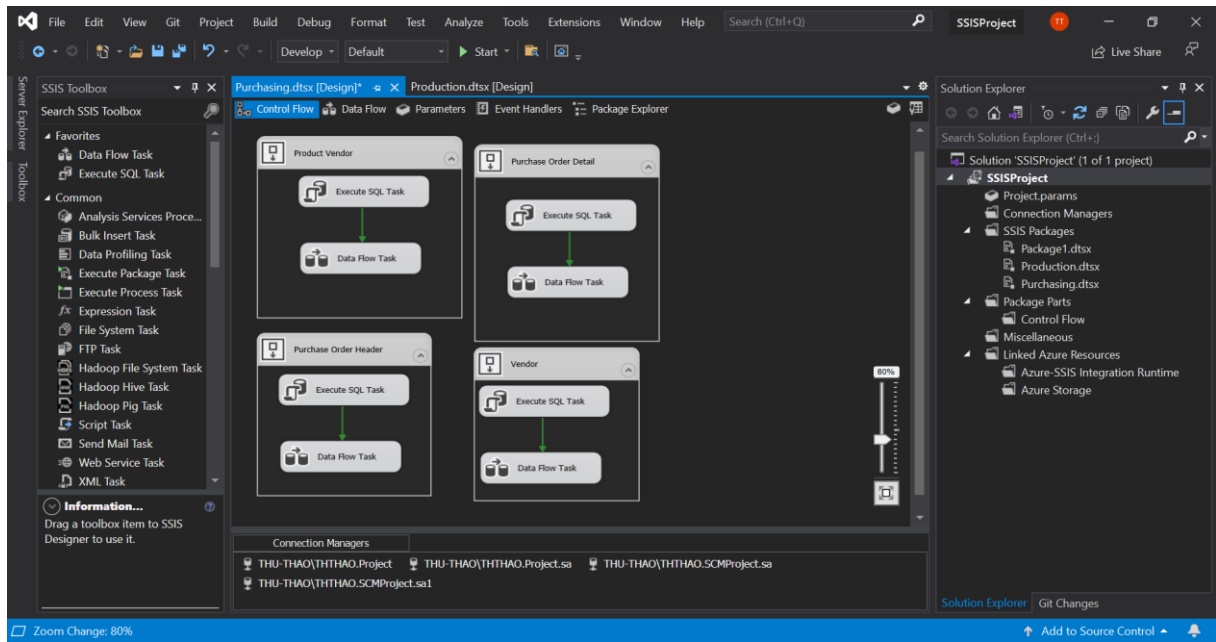 File Edit View Git Project Build Debug Format Test Analyze Tools Extensions Window Help Search (Ctrl+Q) SSISProject TT
Develop Default Start Live Share
Server Explorer
Toolbox
SSIS Toolbox
Search SSIS Toolbox
Favorites
Data Flow Task
Execute SQL Task
Common
Analysis Services Proce...
Bulk Insert Task
Data Profiling Task
Execute Package Task
Execute Process Task
fx Expression Task
File System Task
FTP Task
Hadoop File System Task
Hadoop Hive Task
Hadoop Pig Task
Script Task
Send Mail Task
Web Service Task
XML Task
Information...
Drag a toolbox item to SSIS
Designer to use it.
Purchasing.dtsx [Design]* Production.dtsx [Design]
Control Flow Data Flow Parameters Event Handlers Package Explorer
Product Vendor
Execute SQL Task
Data Flow Task
Purchase Order Detail
Execute SQL Task
Data Flow Task
Purchase Order Header
Execute SQL Task
Data Flow Task
Vendor
Execute SQL Task
Data Flow Task
80%
Connection Managers
THU-THAO\THTHAO.Project THU-THAO\THTHAO.Project.sa THU-THAO\THTHAO.SCMProject.sa
THU-THAO\THTHAO.SCMProject.sa1
Solution Explorer
Search Solution Explorer (Ctrl+;)
Solution 'SSISProject' (1 of 1 project)
SSISProject
Project.params
Connection Managers
SSIS Packages
Package1.dtsx
Production.dtsx
Purchasing.dtsx
Package Parts
Control Flow
Miscellaneous
Linked Azure Resources
Azure-SSIS Integration Runtime
Azure Storage
Solution Explorer Git Changes
Zoom Change: 80% Add to Source Control